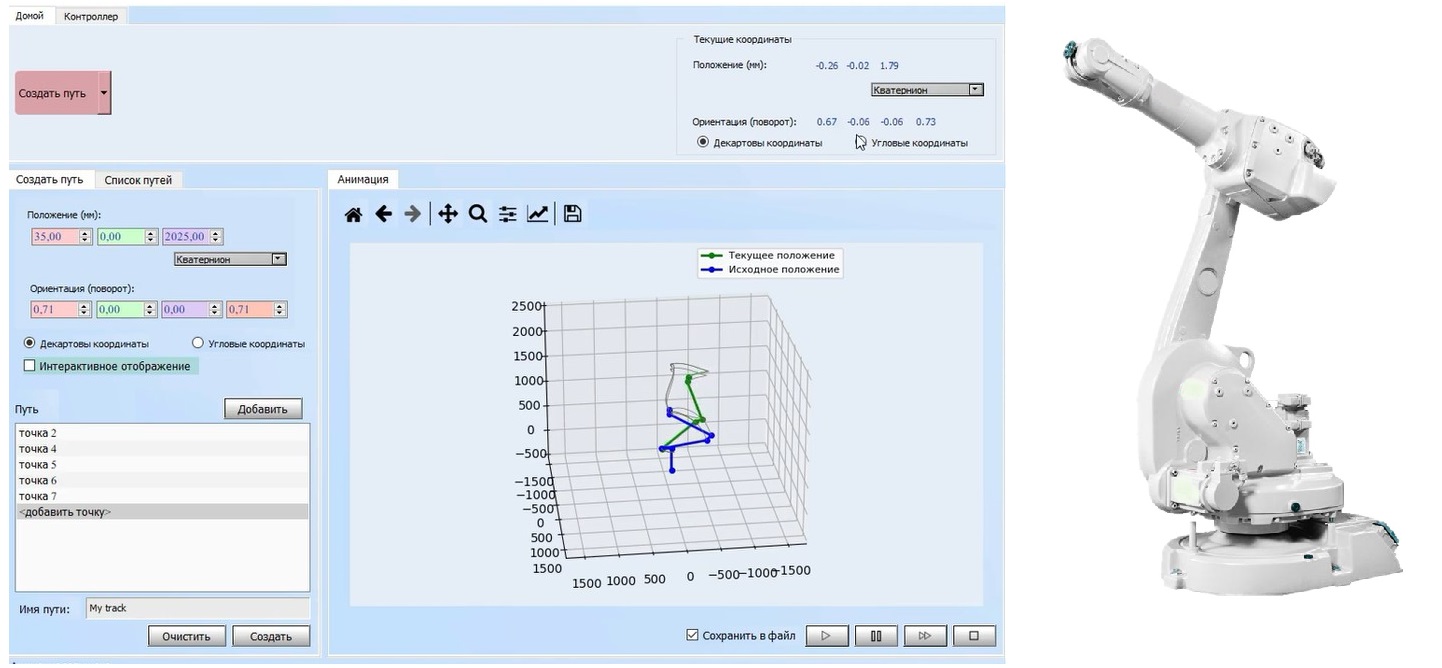 Домой Контроллер
Текущие координаты
Положение (мм): -0.26 -0.02 1.79
Кватернион
Создать путь
Ориентация (поворот): 0.67 -0.06 -0.06 0.73
Декартовы координаты Угловые координаты
Создать путь Список путей
Положение (мм):
35,00 0,00 2025,00
Кватернион
Ориентация (поворот):
0,71 0,00 0,00 0,71
Декартовы координаты Угловые координаты
Интерактивное отображение
Путь Добавить
точка 2
точка 4
точка 5
точка 6
точка 7
<добавить точку>
Имя пути: My track
Очистить Создать
Анимация
Текущее положение
Исходное положение
2500
2000
1500
1000
500
0
−500
−1500
−1000
−500
0
500
1000
1500
1500 1000 500 0 −500 −1000 −1500
Сохранить в файл